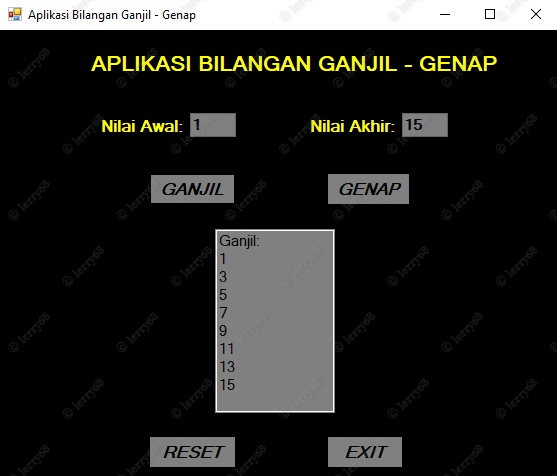 Aplikasi Bilangan Ganjil - Genap
APLIKASI BILANGAN GANJIL - GENAP
Nilai Awal: 1 Nilai Akhir: 15
GANJIL GENAP
Ganjil:
1
3
5
7
9
11
13
15
RESET EXIT
© lerry68